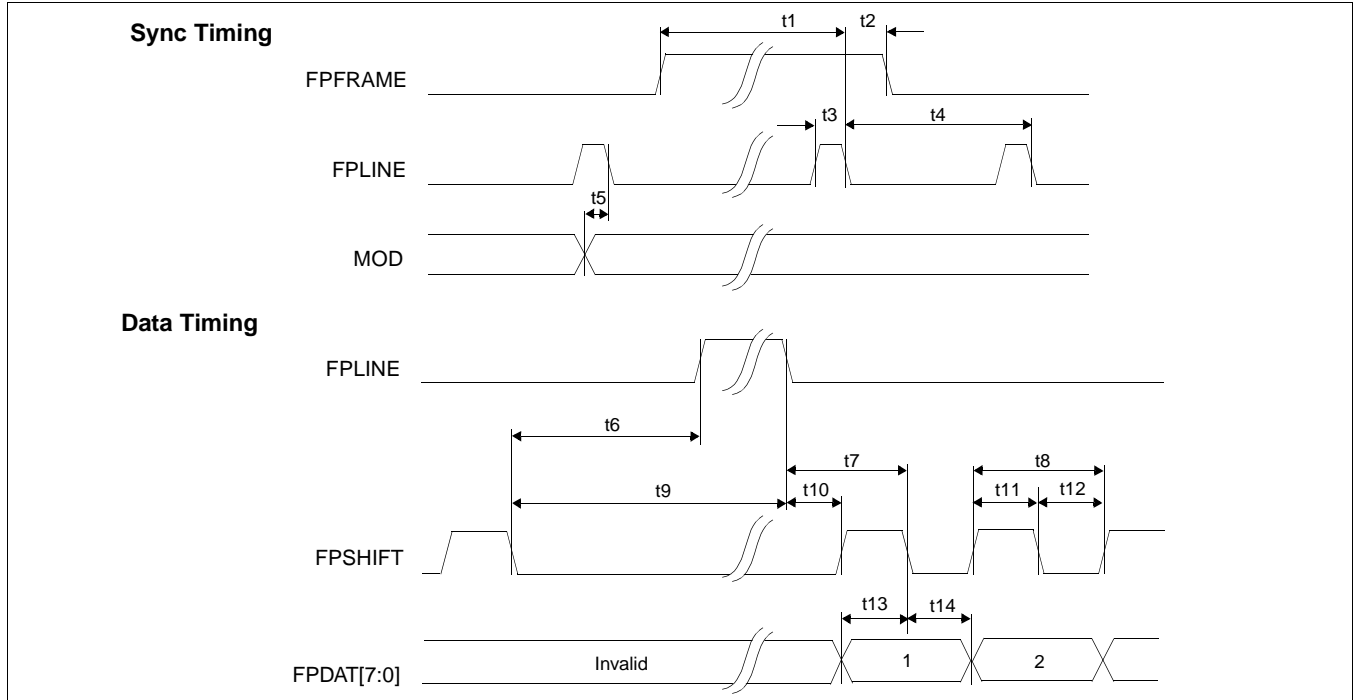 Sync Timing
t1
t2
FPFRAME
t3
t4
FPLINE
t5
MOD
Data Timing
FPLINE
t6
t7
t8
t9
t10
t11
t12
FPSHIFT
t13
t14
FPDAT[7:0]
Invalid
1
2